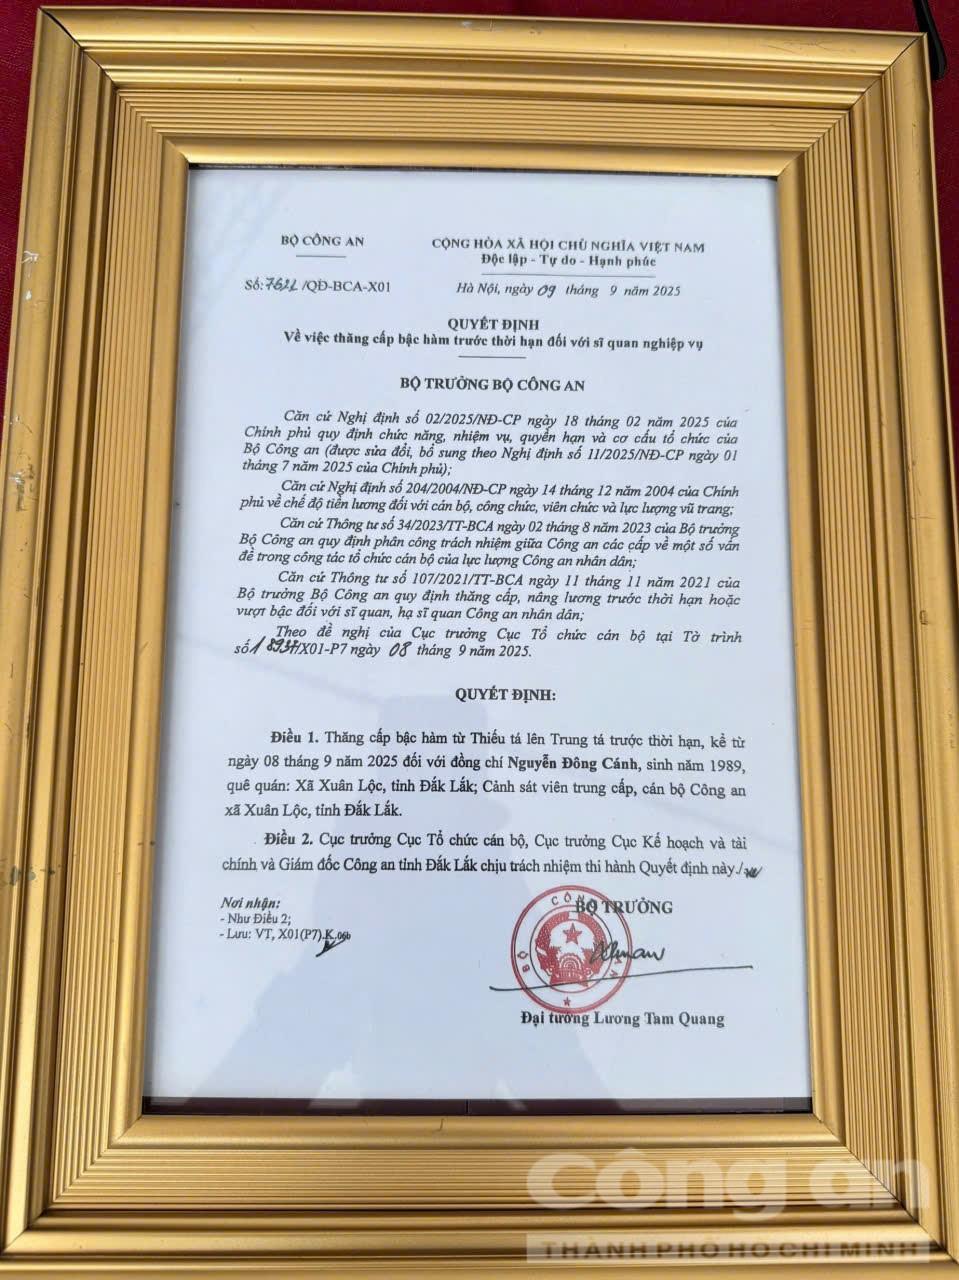 BỘ CÔNG AN
CỘNG HÒA XÃ HỘI CHỦ NGHĨA VIỆT NAM
Độc lập - Tự do - Hạnh phúc
Số: 7622 /QĐ-BCA-X01
Hà Nội, ngày 09 tháng 9 năm 2025
QUYẾT ĐỊNH
Về việc thăng cấp bậc hàm trước thời hạn đối với sĩ quan nghiệp vụ
BỘ TRƯỞNG BỘ CÔNG AN
Căn cứ Nghị định số 02/2025/NĐ-CP ngày 18 tháng 02 năm 2025 của
Chính phủ quy định chức năng, nhiệm vụ, quyền hạn và cơ cấu tổ chức của
Bộ Công an (được sửa đổi, bổ sung theo Nghị định số 11/2025/NĐ-CP ngày 01
tháng 7 năm 2025 của Chính phủ);
Căn cứ Nghị định số 204/2004/NĐ-CP ngày 14 tháng 12 năm 2004 của Chính
phủ về chế độ tiền lương đối với cán bộ, công chức, viên chức và lực lượng vũ trang;
Căn cứ Thông tư số 34/2023/TT-BCA ngày 02 tháng 8 năm 2023 của Bộ trưởng
Bộ Công an quy định phân công trách nhiệm giữa Công an các cấp về một số vấn
đề trong công tác tổ chức cán bộ của lực lượng Công an nhân dân;
Căn cứ Thông tư số 107/2021/TT-BCA ngày 11 tháng 11 năm 2021 của
Bộ trưởng Bộ Công an quy định thăng cấp, nâng lương trước thời hạn hoặc
vượt bậc đối với sĩ quan, hạ sĩ quan Công an nhân dân;
Theo đề nghị của Cục trưởng Cục Tổ chức cán bộ tại Tờ trình
số /X01-P7 ngày 08 tháng 9 năm 2025.
QUYẾT ĐỊNH:
Điều 1. Thăng cấp bậc hàm từ Thiếu tá lên Trung tá trước thời hạn, kể từ
ngày 08 tháng 9 năm 2025 đối với đồng chí Nguyễn Đông Cánh, sinh năm 1989,
quê quán: Xã Xuân Lộc, tỉnh Đắk Lắk; Cảnh sát viên trung cấp, cán bộ Công an
xã Xuân Lộc, tỉnh Đắk Lắk.
Điều 2. Cục trưởng Cục Tổ chức cán bộ, Cục trưởng Cục Kế hoạch và tài
chính và Giám đốc Công an tỉnh Đắk Lắk chịu trách nhiệm thi hành Quyết định này./.
Nơi nhận:
- Như Điều 2;
- Lưu: VT, X01(P7).K.06b
BỘ TRƯỞNG
BỘ CÔNG AN
Đại tướng Lương Tam Quang
Công an
THÀNH PHỐ HỒ CHÍ MINH